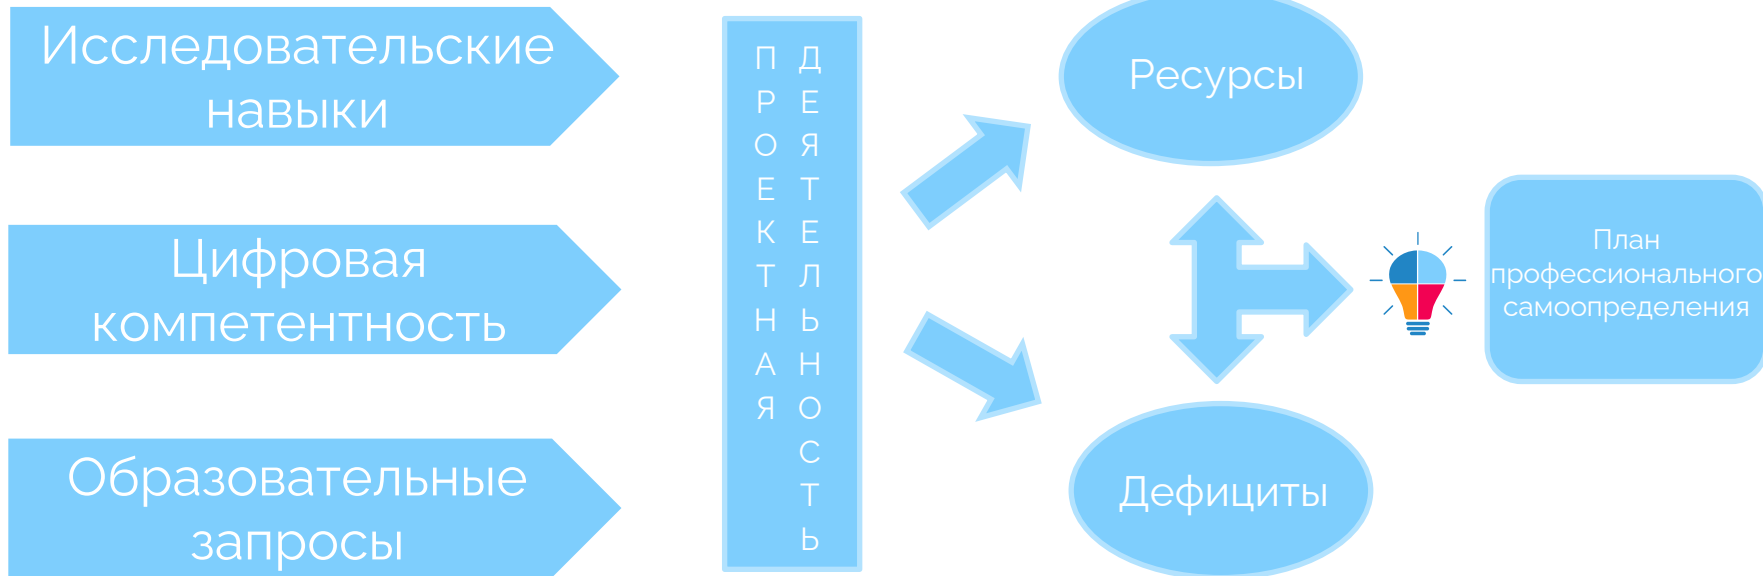 Исследовательские
навыки
Цифровая
компетентность
Образовательные
запросы
ПРОЕКТНАЯ
ДЕЯТЕЛЬНОСТЬ
Ресурсы
Дефициты
План
профессионального
самоопределения